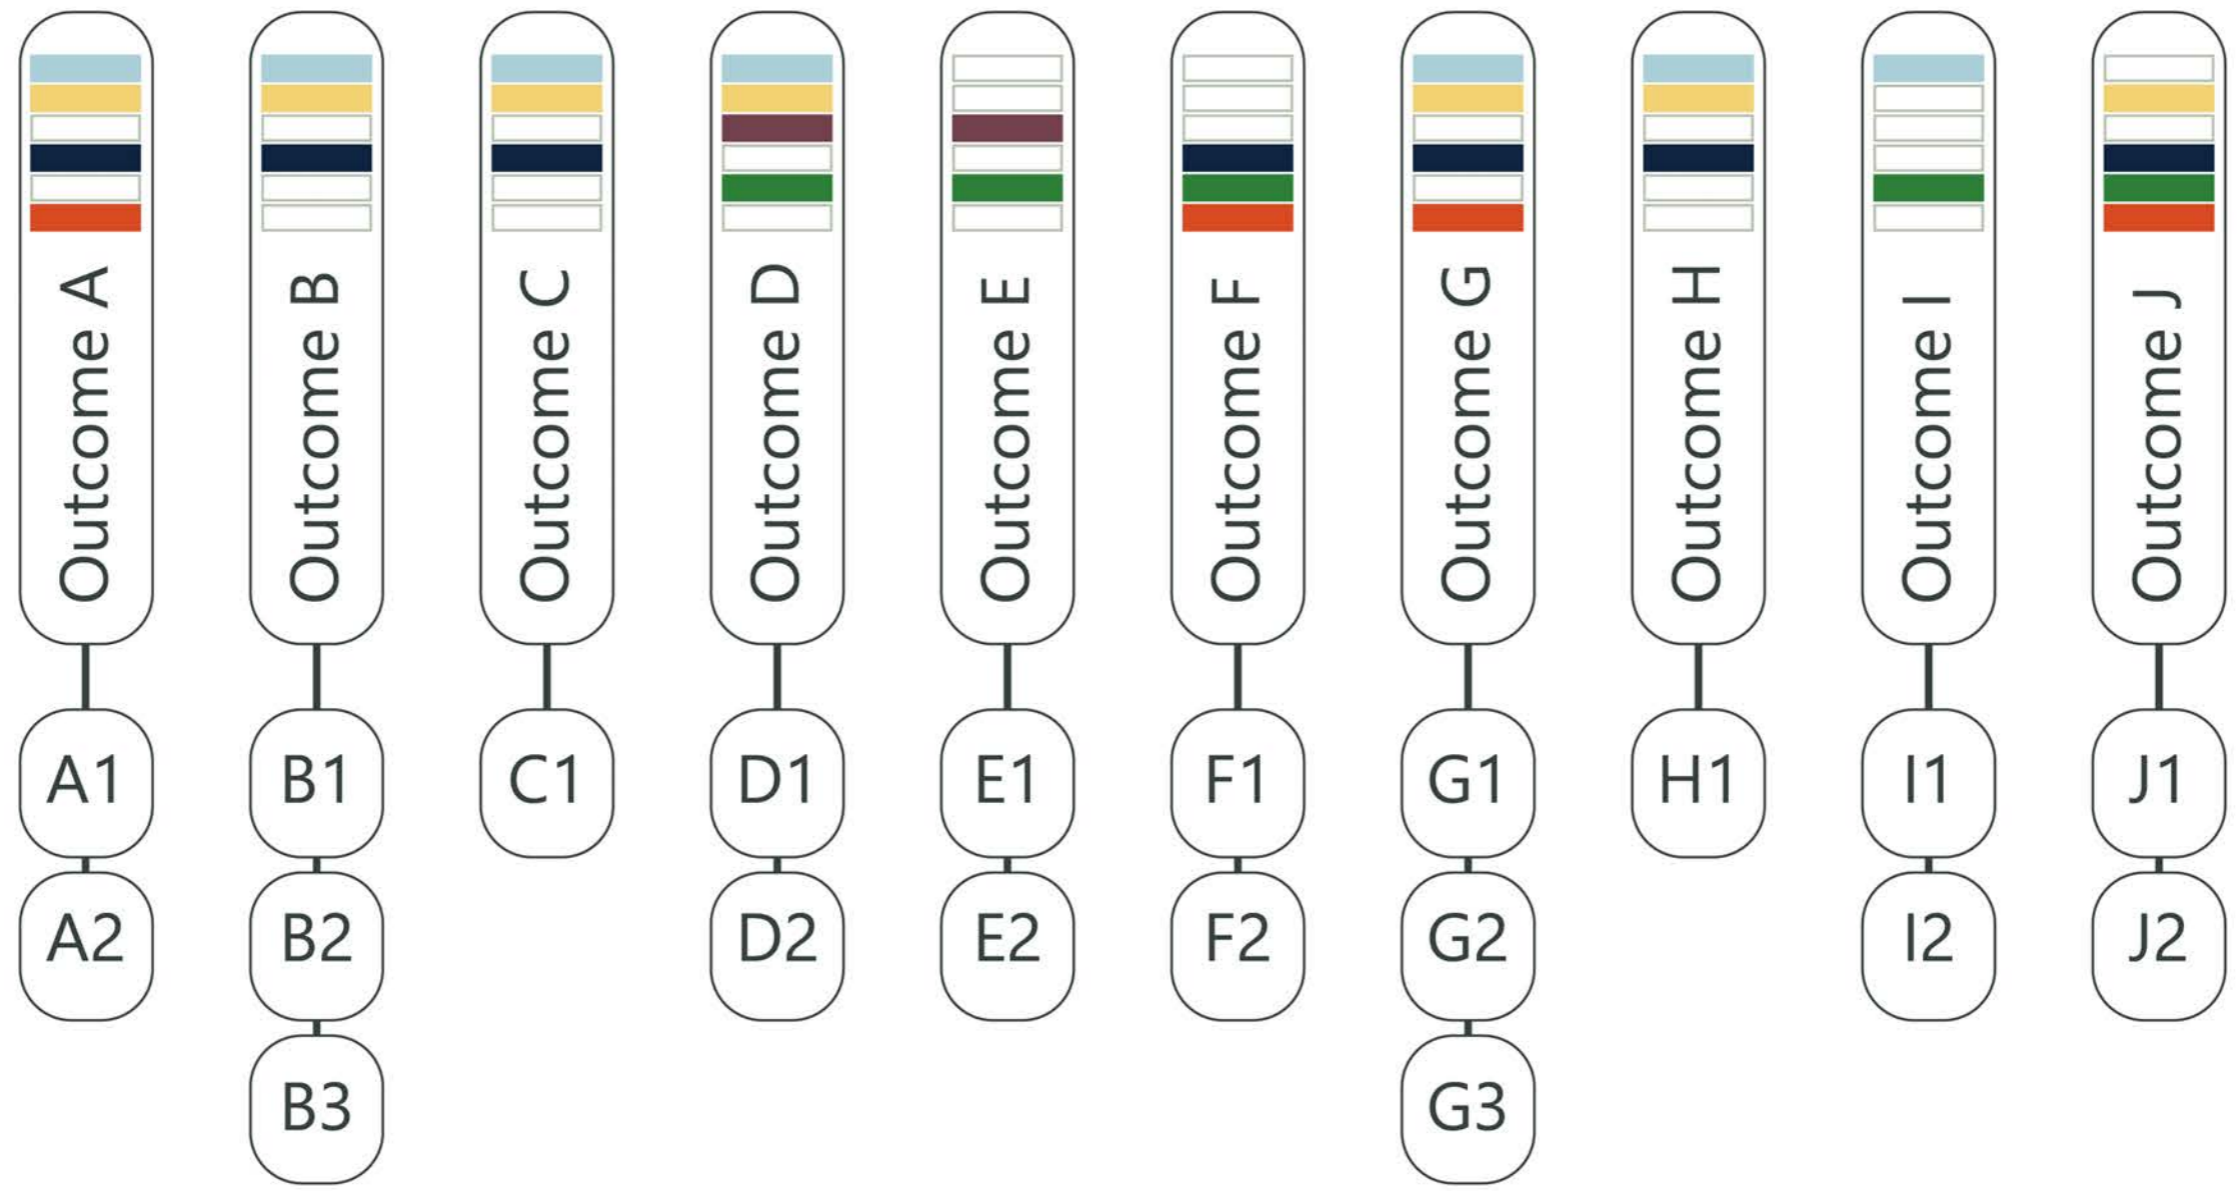 Outcome A
Outcome B
Outcome C
Outcome D
Outcome E
Outcome F
Outcome G
Outcome H
Outcome I
Outcome J
A1
B1
C1
D1
E1
F1
G1
H1
I1
J1
A2
B2
D2
E2
F2
G2
I2
J2
B3
G3